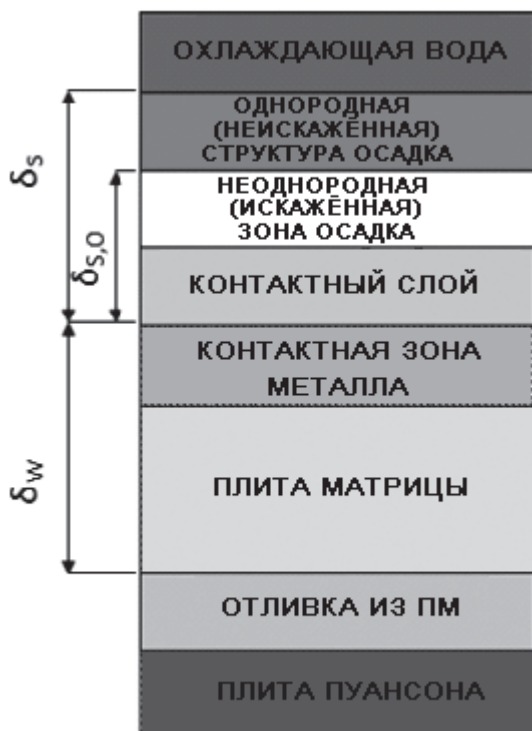 ОХЛАЖДАЮЩАЯ ВОДА
ОДНОРОДНАЯ
(НЕИСКАЖЁННАЯ)
СТРУКТУРА ОСАДКА
НЕОДНОРОДНАЯ
(ИСКАЖЁННАЯ)
ЗОНА ОСАДКА
КОНТАКТНЫЙ СЛОЙ
КОНТАКТНАЯ ЗОНА
МЕТАЛЛА
ПЛИТА МАТРИЦЫ
ОТЛИВКА ИЗ ПМ
ПЛИТА ПУАНСОНА
δs
δs,0
δw